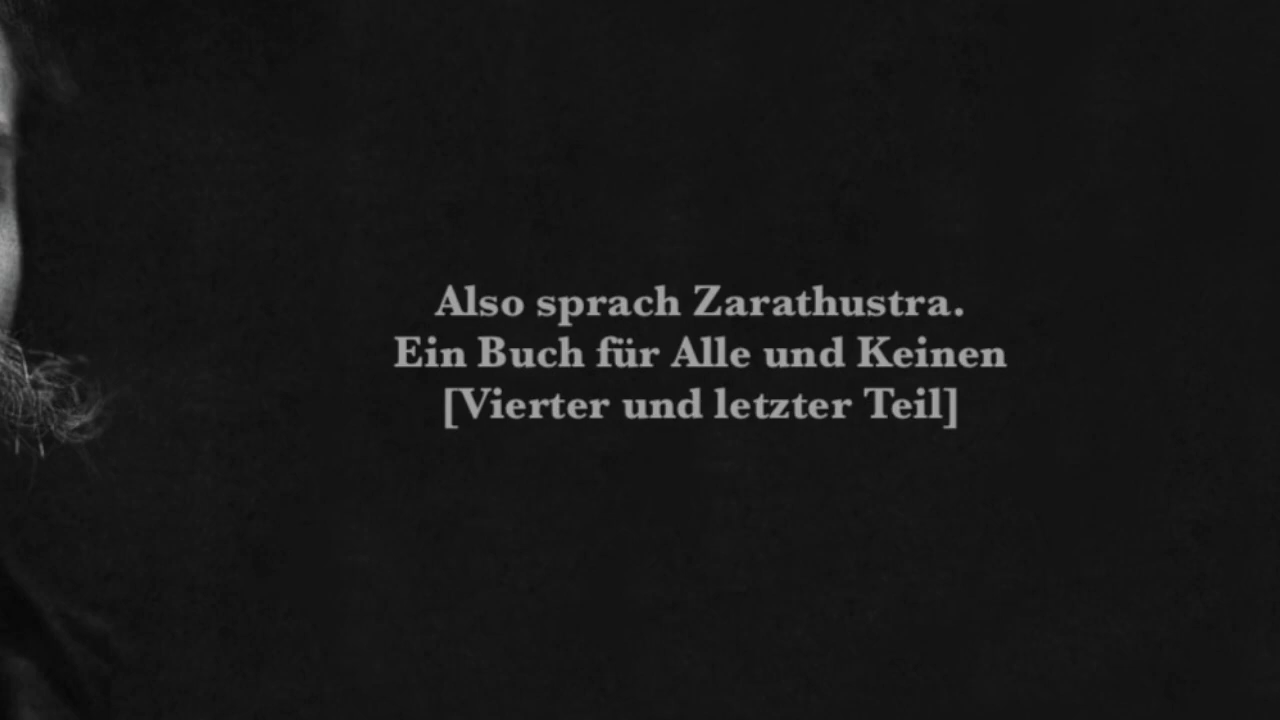 Also sprach Zarathustra.
Ein Buch für Alle und Keinen
[Vierter und letzter Teil]